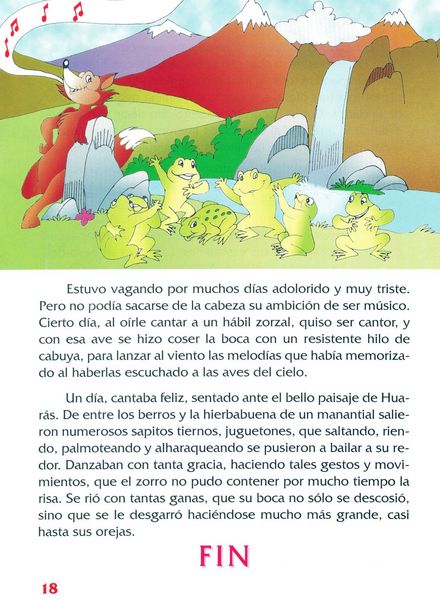 Estuvo vagando por muchos días adolorido y muy triste.
Pero no podía sacarse de la cabeza su ambición de ser músico.
Cierto día, al oírle cantar a un hábil zorzal, quiso ser cantor, y
con esa ave se hizo coser la boca con un resistente hilo de
cabuya, para lanzar al viento las melodías que había memoriza-
do al haberlas escuchado a las aves del cielo.
Un día, cantaba feliz, sentado ante el bello paisaje de Hua-
rás. De entre los berros y la hierbabuena de un manantial salie-
ron numerosos sapitos tiernos, juguetones, que saltando, rien-
do, palmoteando y alharaqueando se pusieron a bailar a su re-
dor. Danzaban con tanta gracia, haciendo tales gestos y movi-
mientos, que el zorro no pudo contener por mucho tiempo la
risa. Se rió con tantas ganas, que su boca no sólo se descosió,
sino que se le desgarró haciéndose mucho más grande, casi
hasta sus orejas.
FIN
18